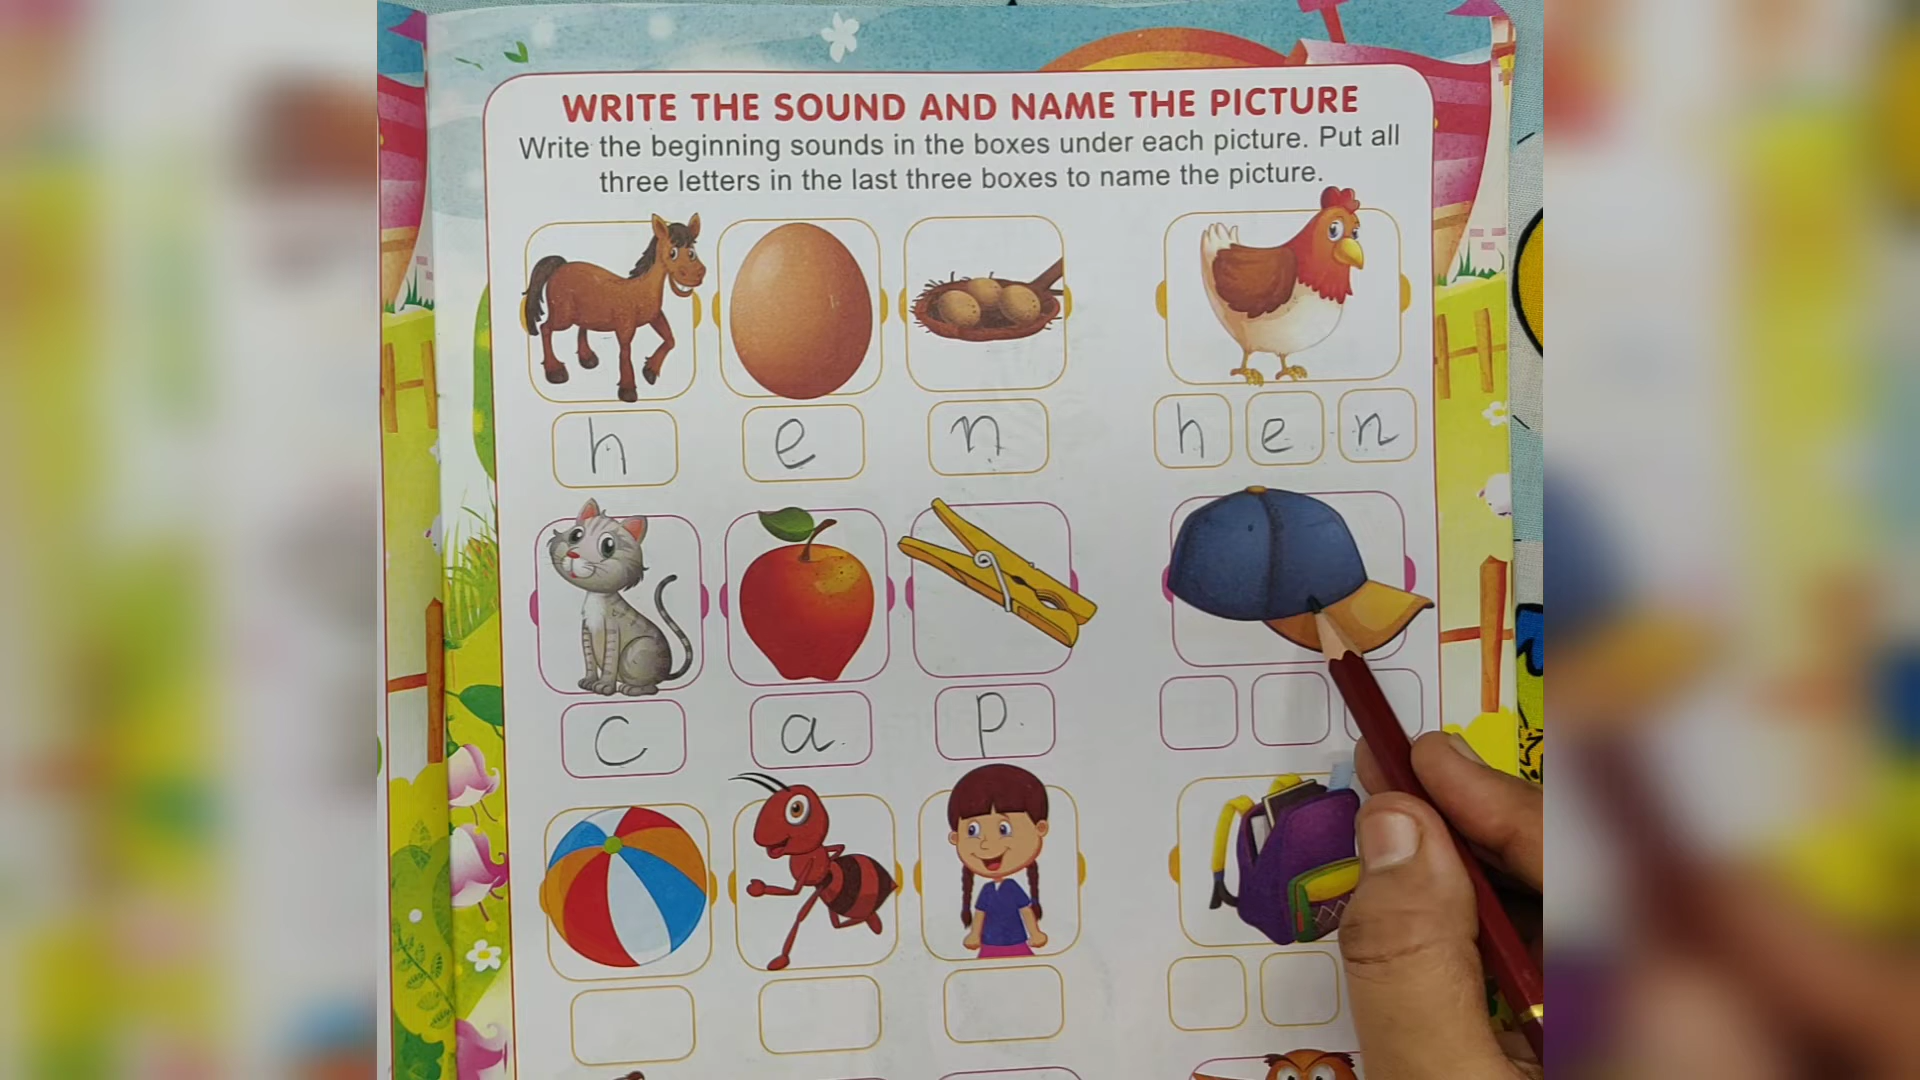 WRITE THE SOUND AND NAME THE PICTURE
Write the beginning sounds in the boxes under each picture. Put all
three letters in the last three boxes to name the picture.
h e n h e n
c a p